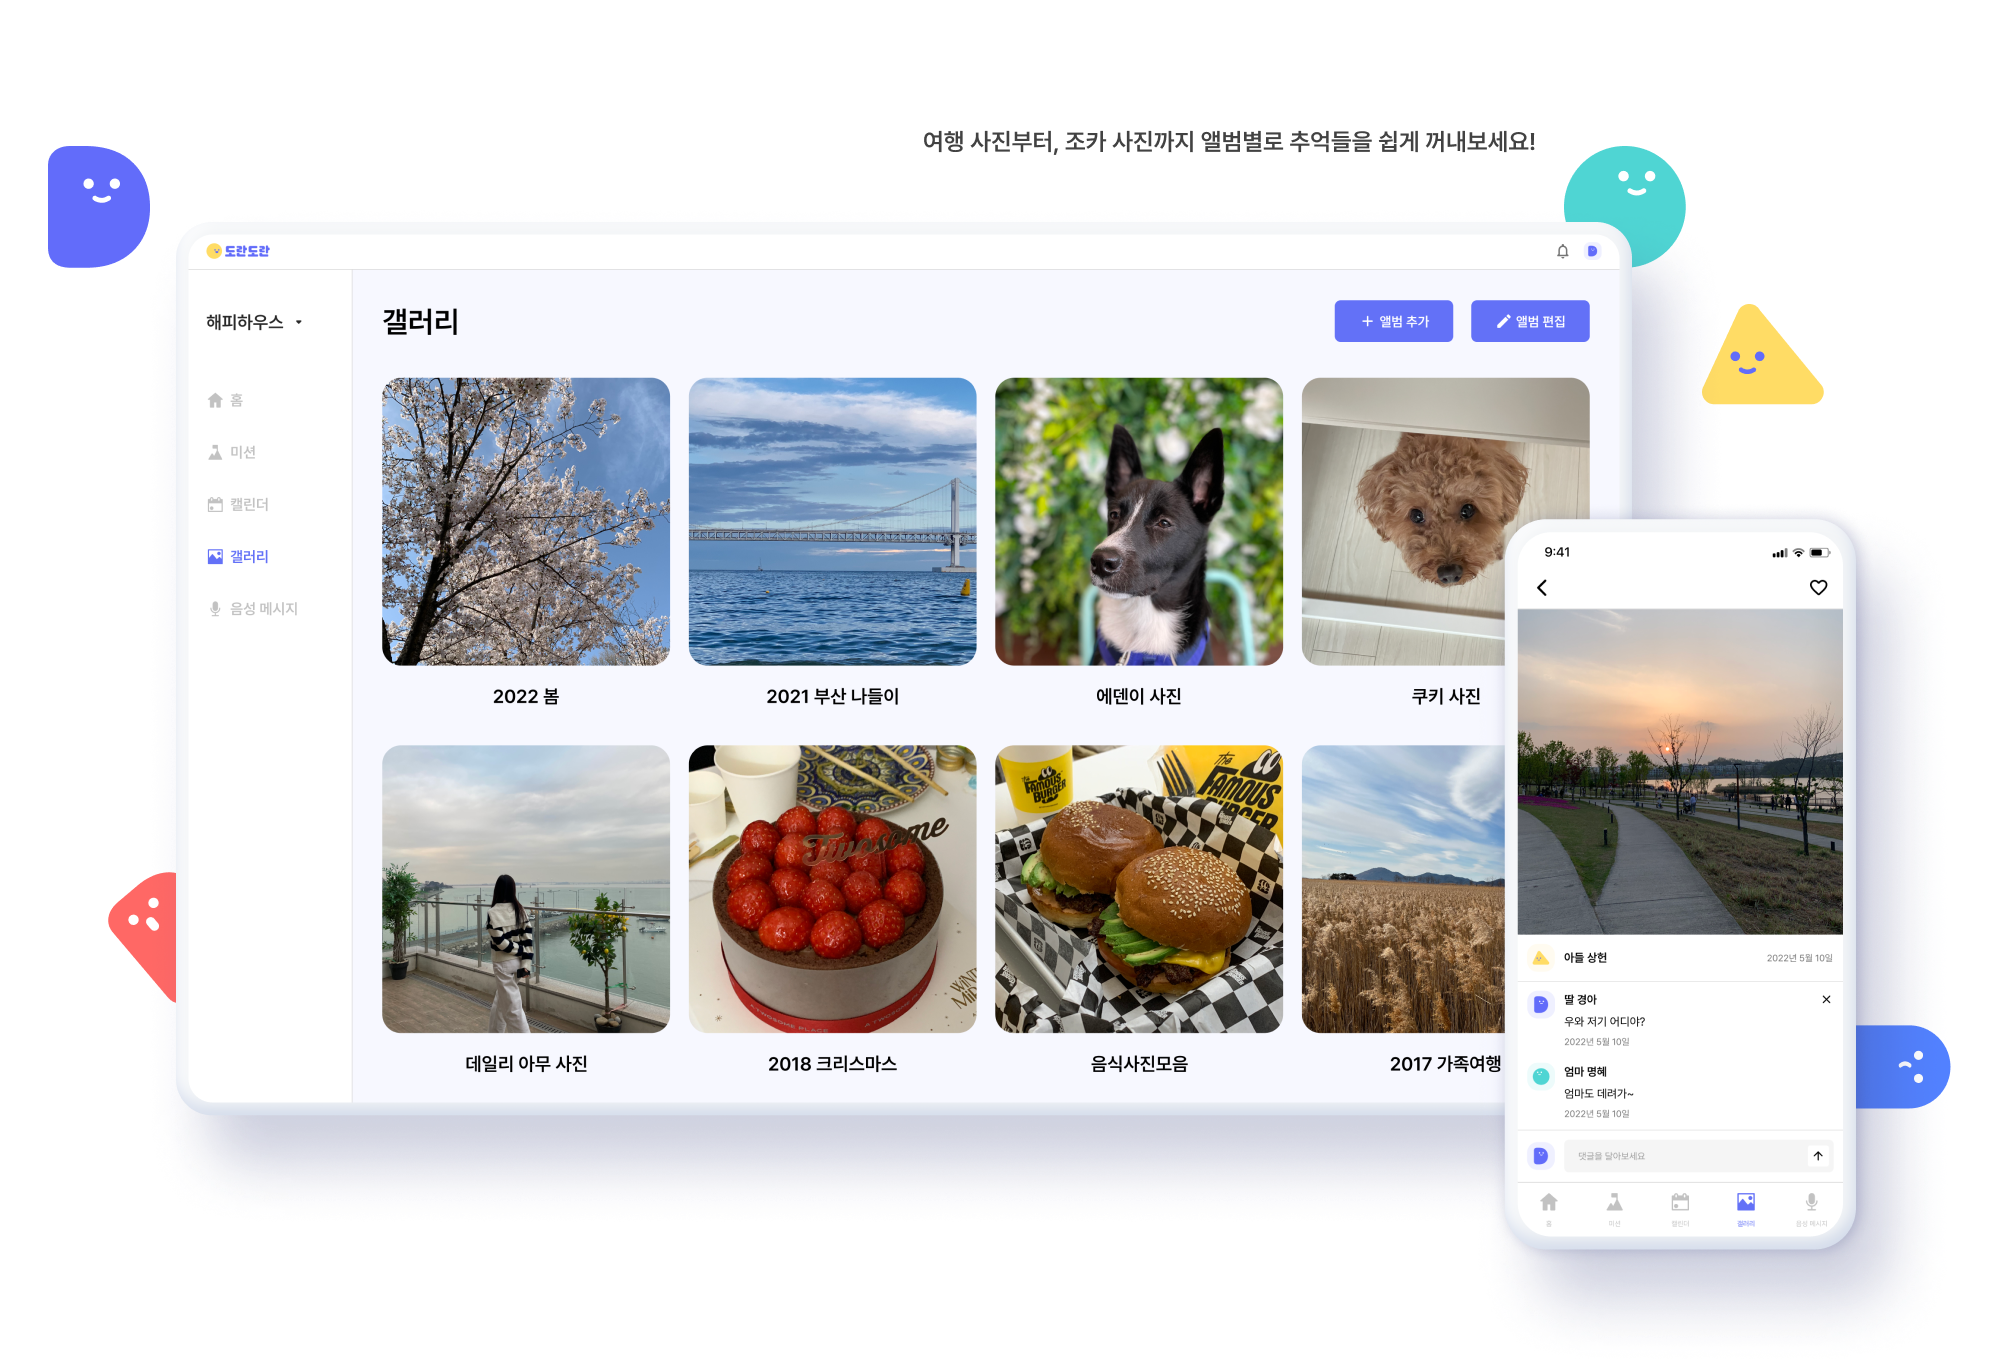 여행 사진부터, 조카 사진까지 앨범별로 추억들을 쉽게 꺼내보세요!
도란도란
해피하우스
홈
미션
캘린더
갤러리
음성 메시지
갤러리
앨범 추가
앨범 편집
2022 봄
2021 부산 나들이
에덴이 사진
쿠키 사진
Twosome
A TWOSOME PLACE
The FAMOUS BURGER
The FAMOUS BURGER
데일리 아무 사진
2018 크리스마스
음식사진모음
2017 가족여행
9:41
아들 상헌
2022년 5월 10일
딸 경아
우와 저기 어디야?
2022년 5월 10일
엄마 명혜
엄마도 데려가~
2022년 5월 10일
댓글을 달아보세요
홈
미션
캘린더
갤러리
음성 메시지